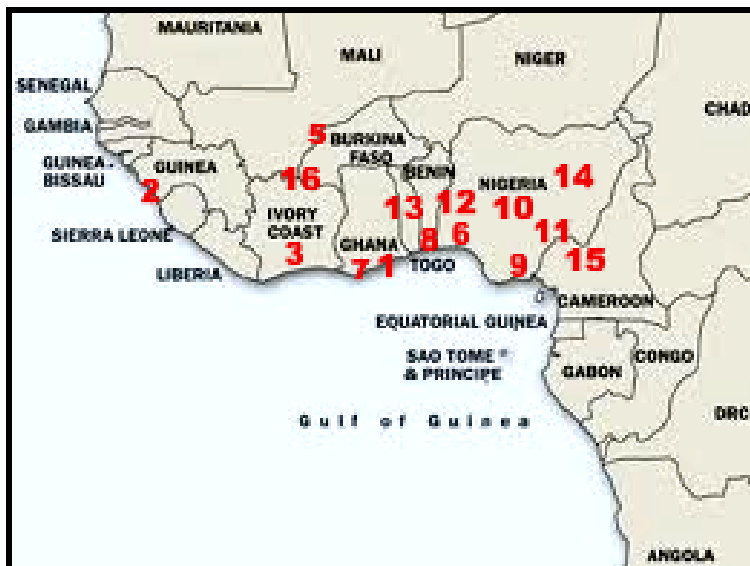 MAURITANIA
MALI
NIGER
CHAD
SENEGAL
GAMBIA
GUINEA -
BISSAU
GUINEA
2
5
BURKINA
FASO
BENIN
NIGERIA
14
16
IVORY
COAST
3
13
12
10
11
SIERRA LEONE
GHANA
8
6
LIBERIA
7
1
TOGO
9
15
CAMEROON
EQUATORIAL GUINEA
SAO TOME
& PRINCIPE
GABON
CONGO
DRC
Gulf of Guinea
ANGOLA